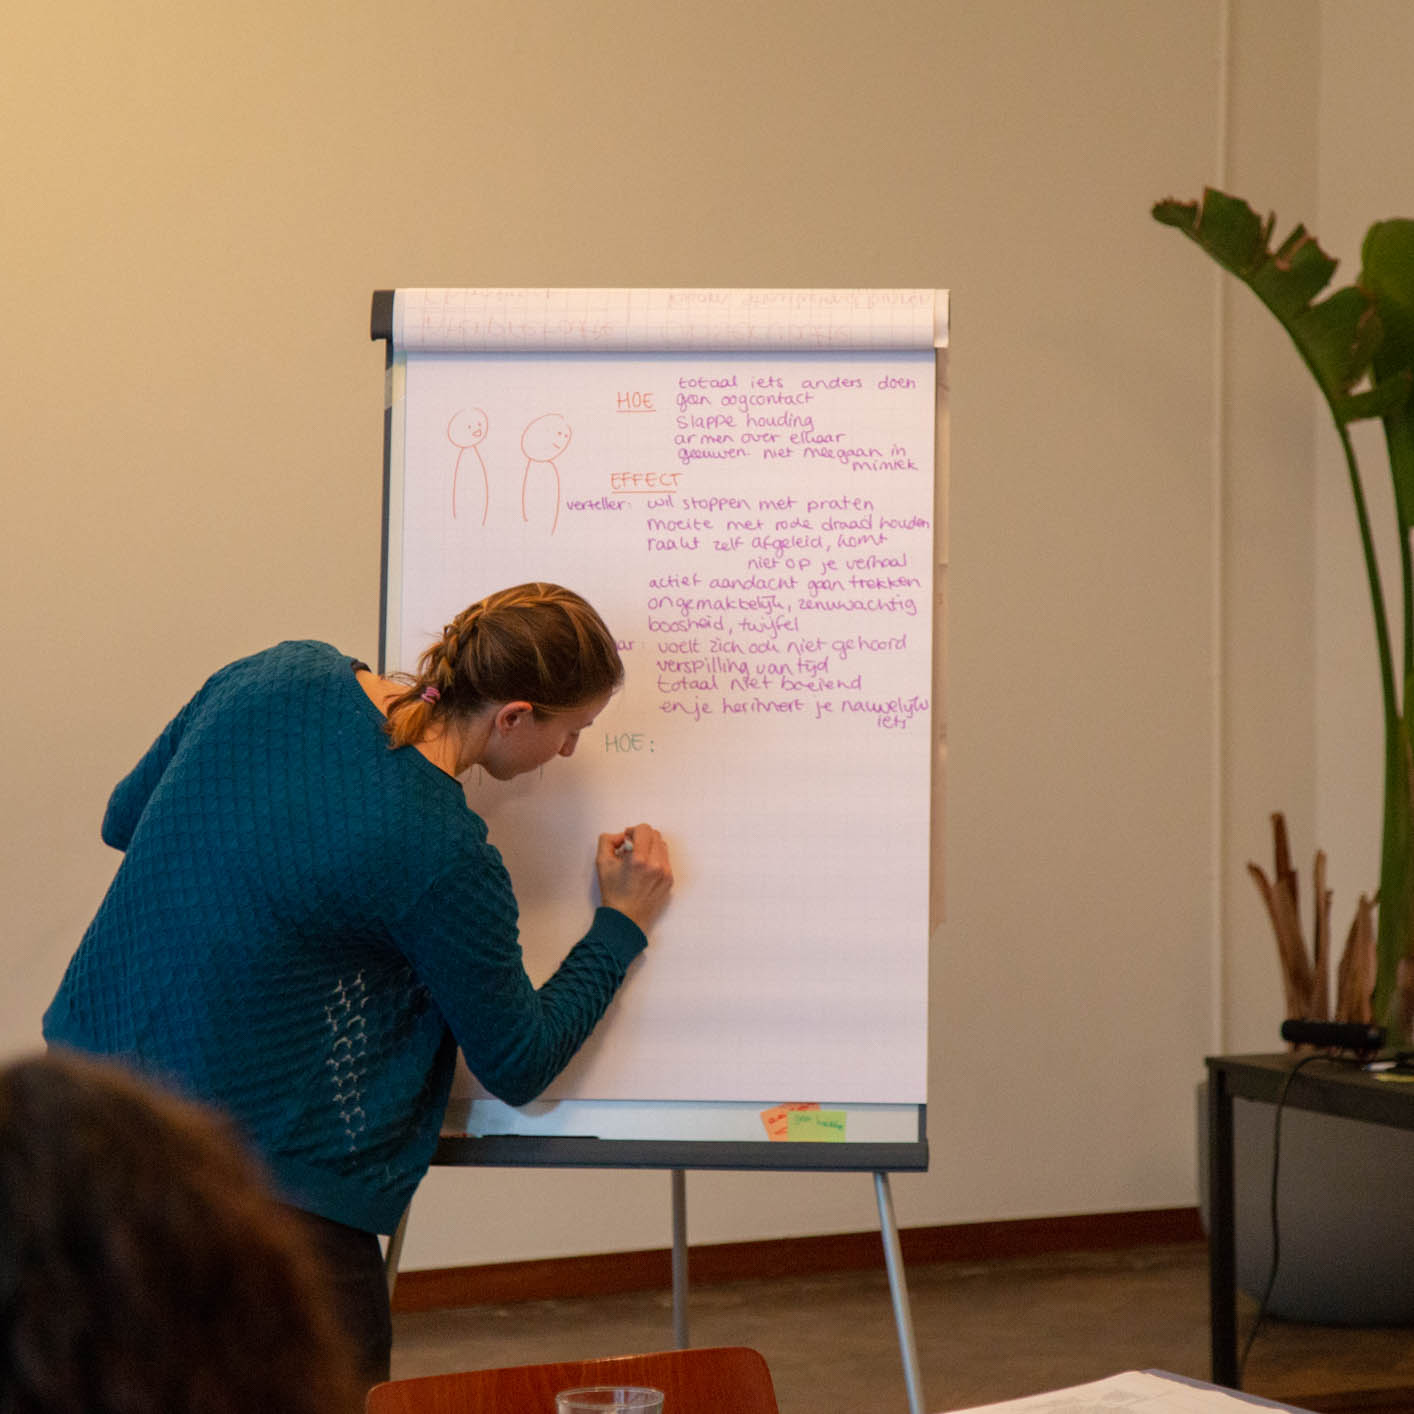 totaal iets anders doen
HOE geen oogcontact
slappe houding
armen over elkaar
geeuwen. niet meegaan in
mimiek
EFFECT
verteller: wil stoppen met praten
moeite met rode draad houden
raakt zelf afgeleid, komt
niet op je verhaal
actief aandacht gaan trekken
ongemakkelijk, zenuwachtig
boosheid, twijfel
ar: voelt zich ook niet gehoord
verspilling van tijd
totaal niet boeiend
en je herinnert je nauwelijks
iets
HOE: